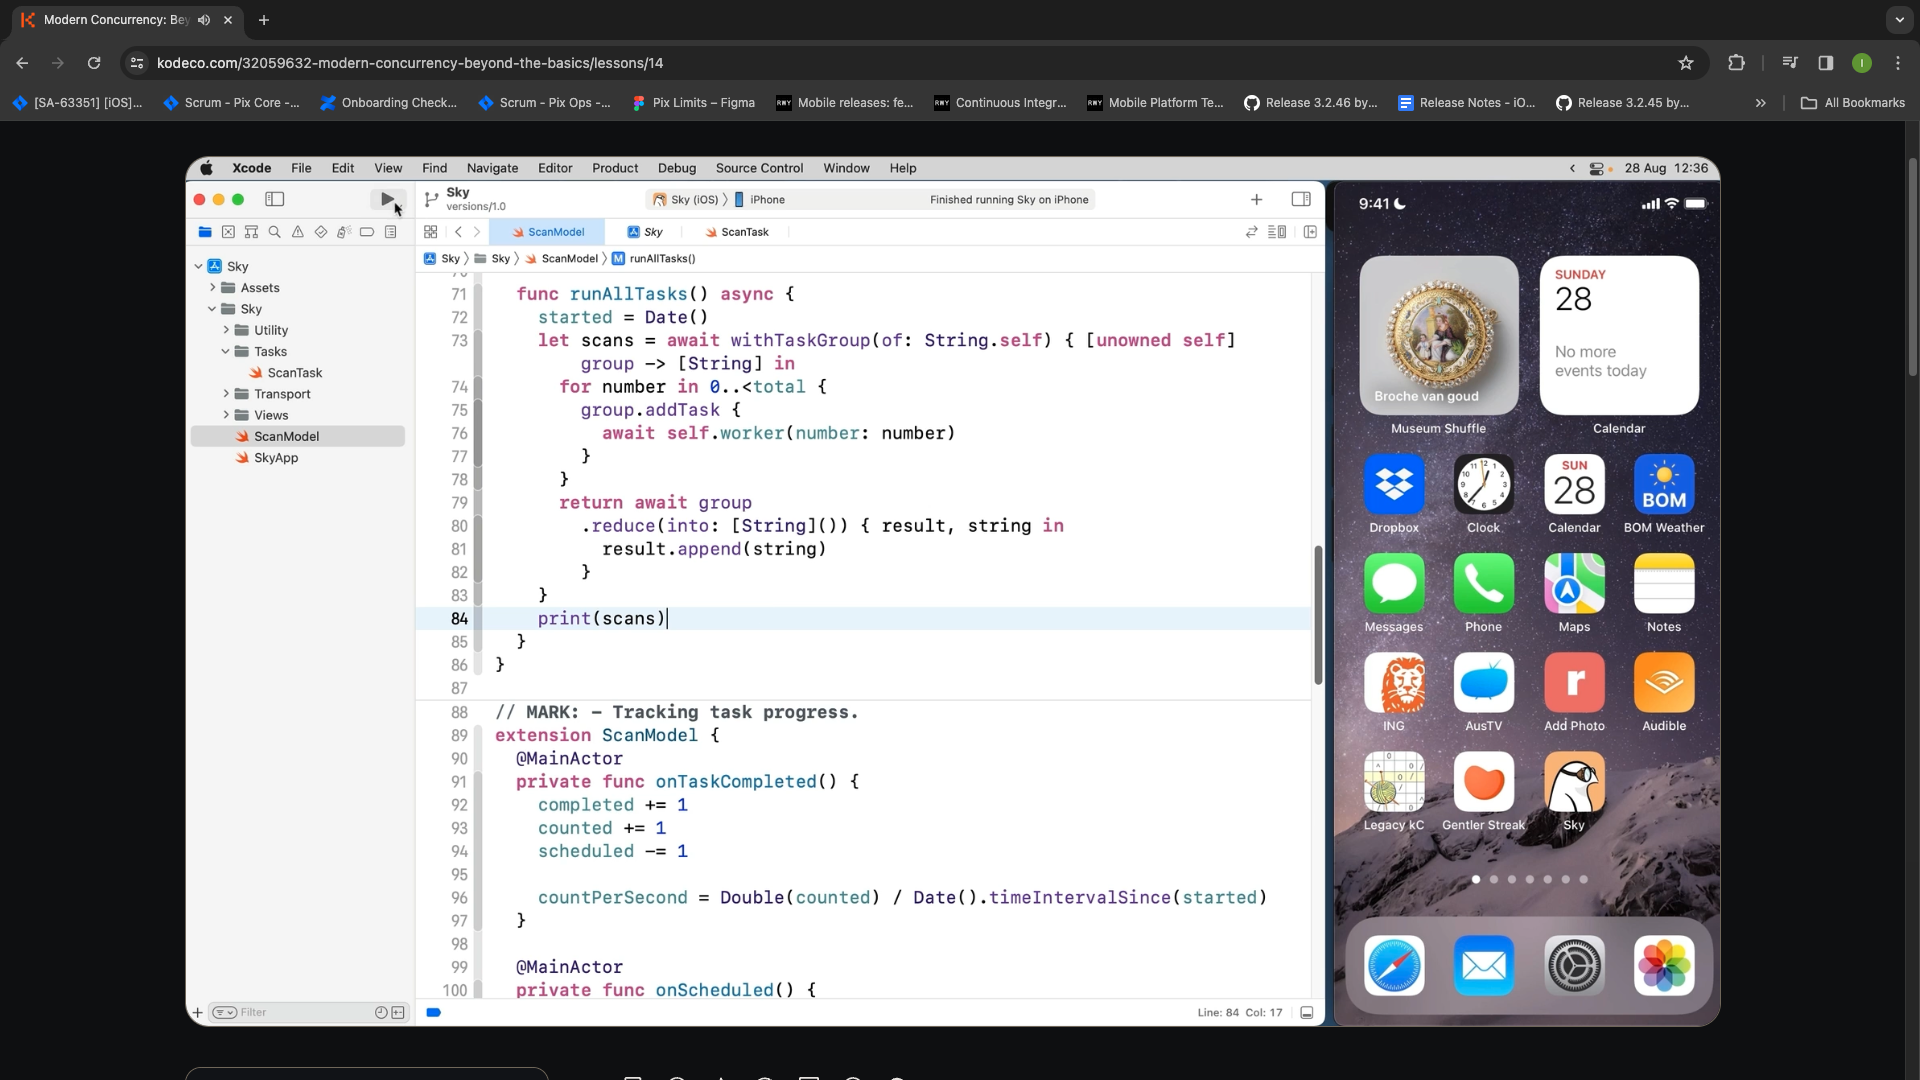 Modern Concurrency: Bey
kodeco.com/32059632-modern-concurrency-beyond-the-basics/lessons/14
I
[SA-63351] [iOS]...
Scrum - Pix Core -...
Onboarding Check...
Scrum - Pix Ops -...
Pix Limits – Figma
RWY Mobile releases: fe...
RWY Continuous Integr...
RWY Mobile Platform Te...
Release 3.2.46 by...
Release Notes - iO...
Release 3.2.45 by...
All Bookmarks
Xcode File Edit View Find Navigate Editor Product Debug Source Control Window Help
28 Aug 12:36
Sky
versions/1.0
Sky (iOS) 〉 iPhone
Finished running Sky on iPhone
ScanModel Sky ScanTask
Sky 〉 Sky 〉 ScanModel 〉 M runAllTasks()
Sky
Assets
Sky
Utility
Tasks
ScanTask
Transport
Views
ScanModel
SkyApp
Filter
71 func runAllTasks() async {
72 started = Date()
73 let scans = await withTaskGroup(of: String.self) { [unowned self]
group -> [String] in
74 for number in 0..<total {
75 group.addTask {
76 await self.worker(number: number)
77 }
78 }
79 return await group
80 .reduce(into: [String]()) { result, string in
81 result.append(string)
82 }
83 }
84 print(scans)
85 }
86 }
87
88 // MARK: - Tracking task progress.
89 extension ScanModel {
90 @MainActor
91 private func onTaskCompleted() {
92 completed += 1
93 counted += 1
94 scheduled -= 1
95
96 countPerSecond = Double(counted) / Date().timeIntervalSince(started)
97 }
98
99 @MainActor
100 private func onScheduled() {
Line: 84 Col: 17
9:41
Broche van goud
Museum Shuffle
SUNDAY
28
No more
events today
Calendar
SUN
28
BOM
Dropbox Clock Calendar BOM Weather
Messages Phone Maps Notes
r
ING AusTV Add Photo Audible
Legacy kC Gentler Streak Sky